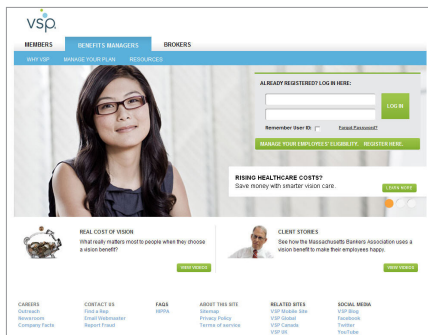 vsp.
MEMBERS BENEFITS MANAGERS BROKERS
WHY VSP MANAGE YOUR PLAN RESOURCES
ALREADY REGISTERED? LOG IN HERE:
LOG IN
Remember User ID: Forgot Password?
MANAGE YOUR EMPLOYEES' ELIGIBILITY. REGISTER HERE.
RISING HEALTHCARE COSTS?
Save money with smarter vision care.
LEARN MORE
REAL COST OF VISION
What really matters most to people when they choose
a vision benefit?
VIEW VIDEOS
CLIENT STORIES
See how the Massachusetts Bankers Association uses a
vision benefit to make their employees happy.
VIEW VIDEOS
CAREERS
Outreach
Newsroom
Company Facts
CONTACT US
Find a Rep
Email Webmaster
Report Fraud
FAQS
MPPA
ABOUT THIS SITE
Sitemap
Privacy Policy
Terms of service
RELATED SITES
VSP Mobile Site
VSP Global
VSP Canada
VSP UK
SOCIAL MEDIA
VSP Blog
Facebook
Twitter
YouTube